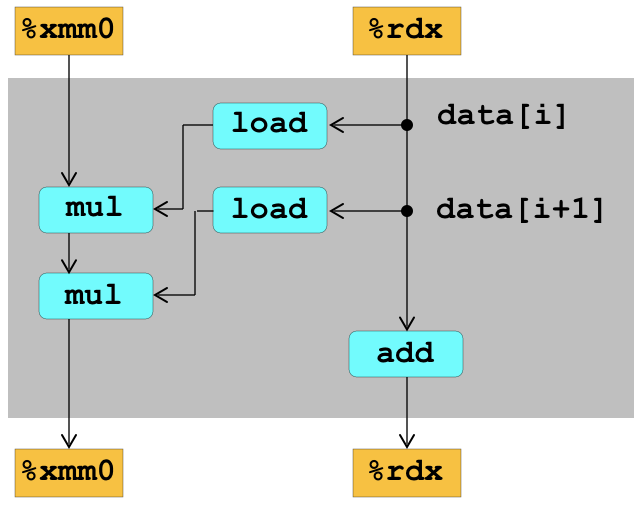 %xmm0
%rdx
load
data[i]
mul
load
data[i+1]
mul
add
%xmm0
%rdx